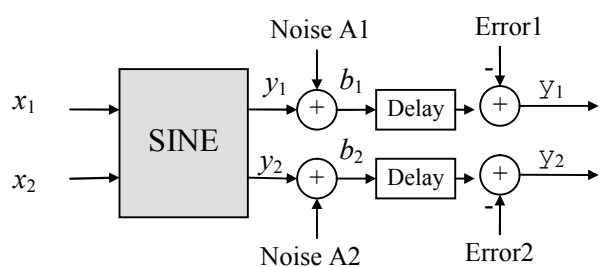 Noise A1
Error1
x₁
SINE
y₁
+
b₁
Delay
-
+
y₁
x₂
y₂
+
b₂
Delay
-
+
y₂
Noise A2
Error2